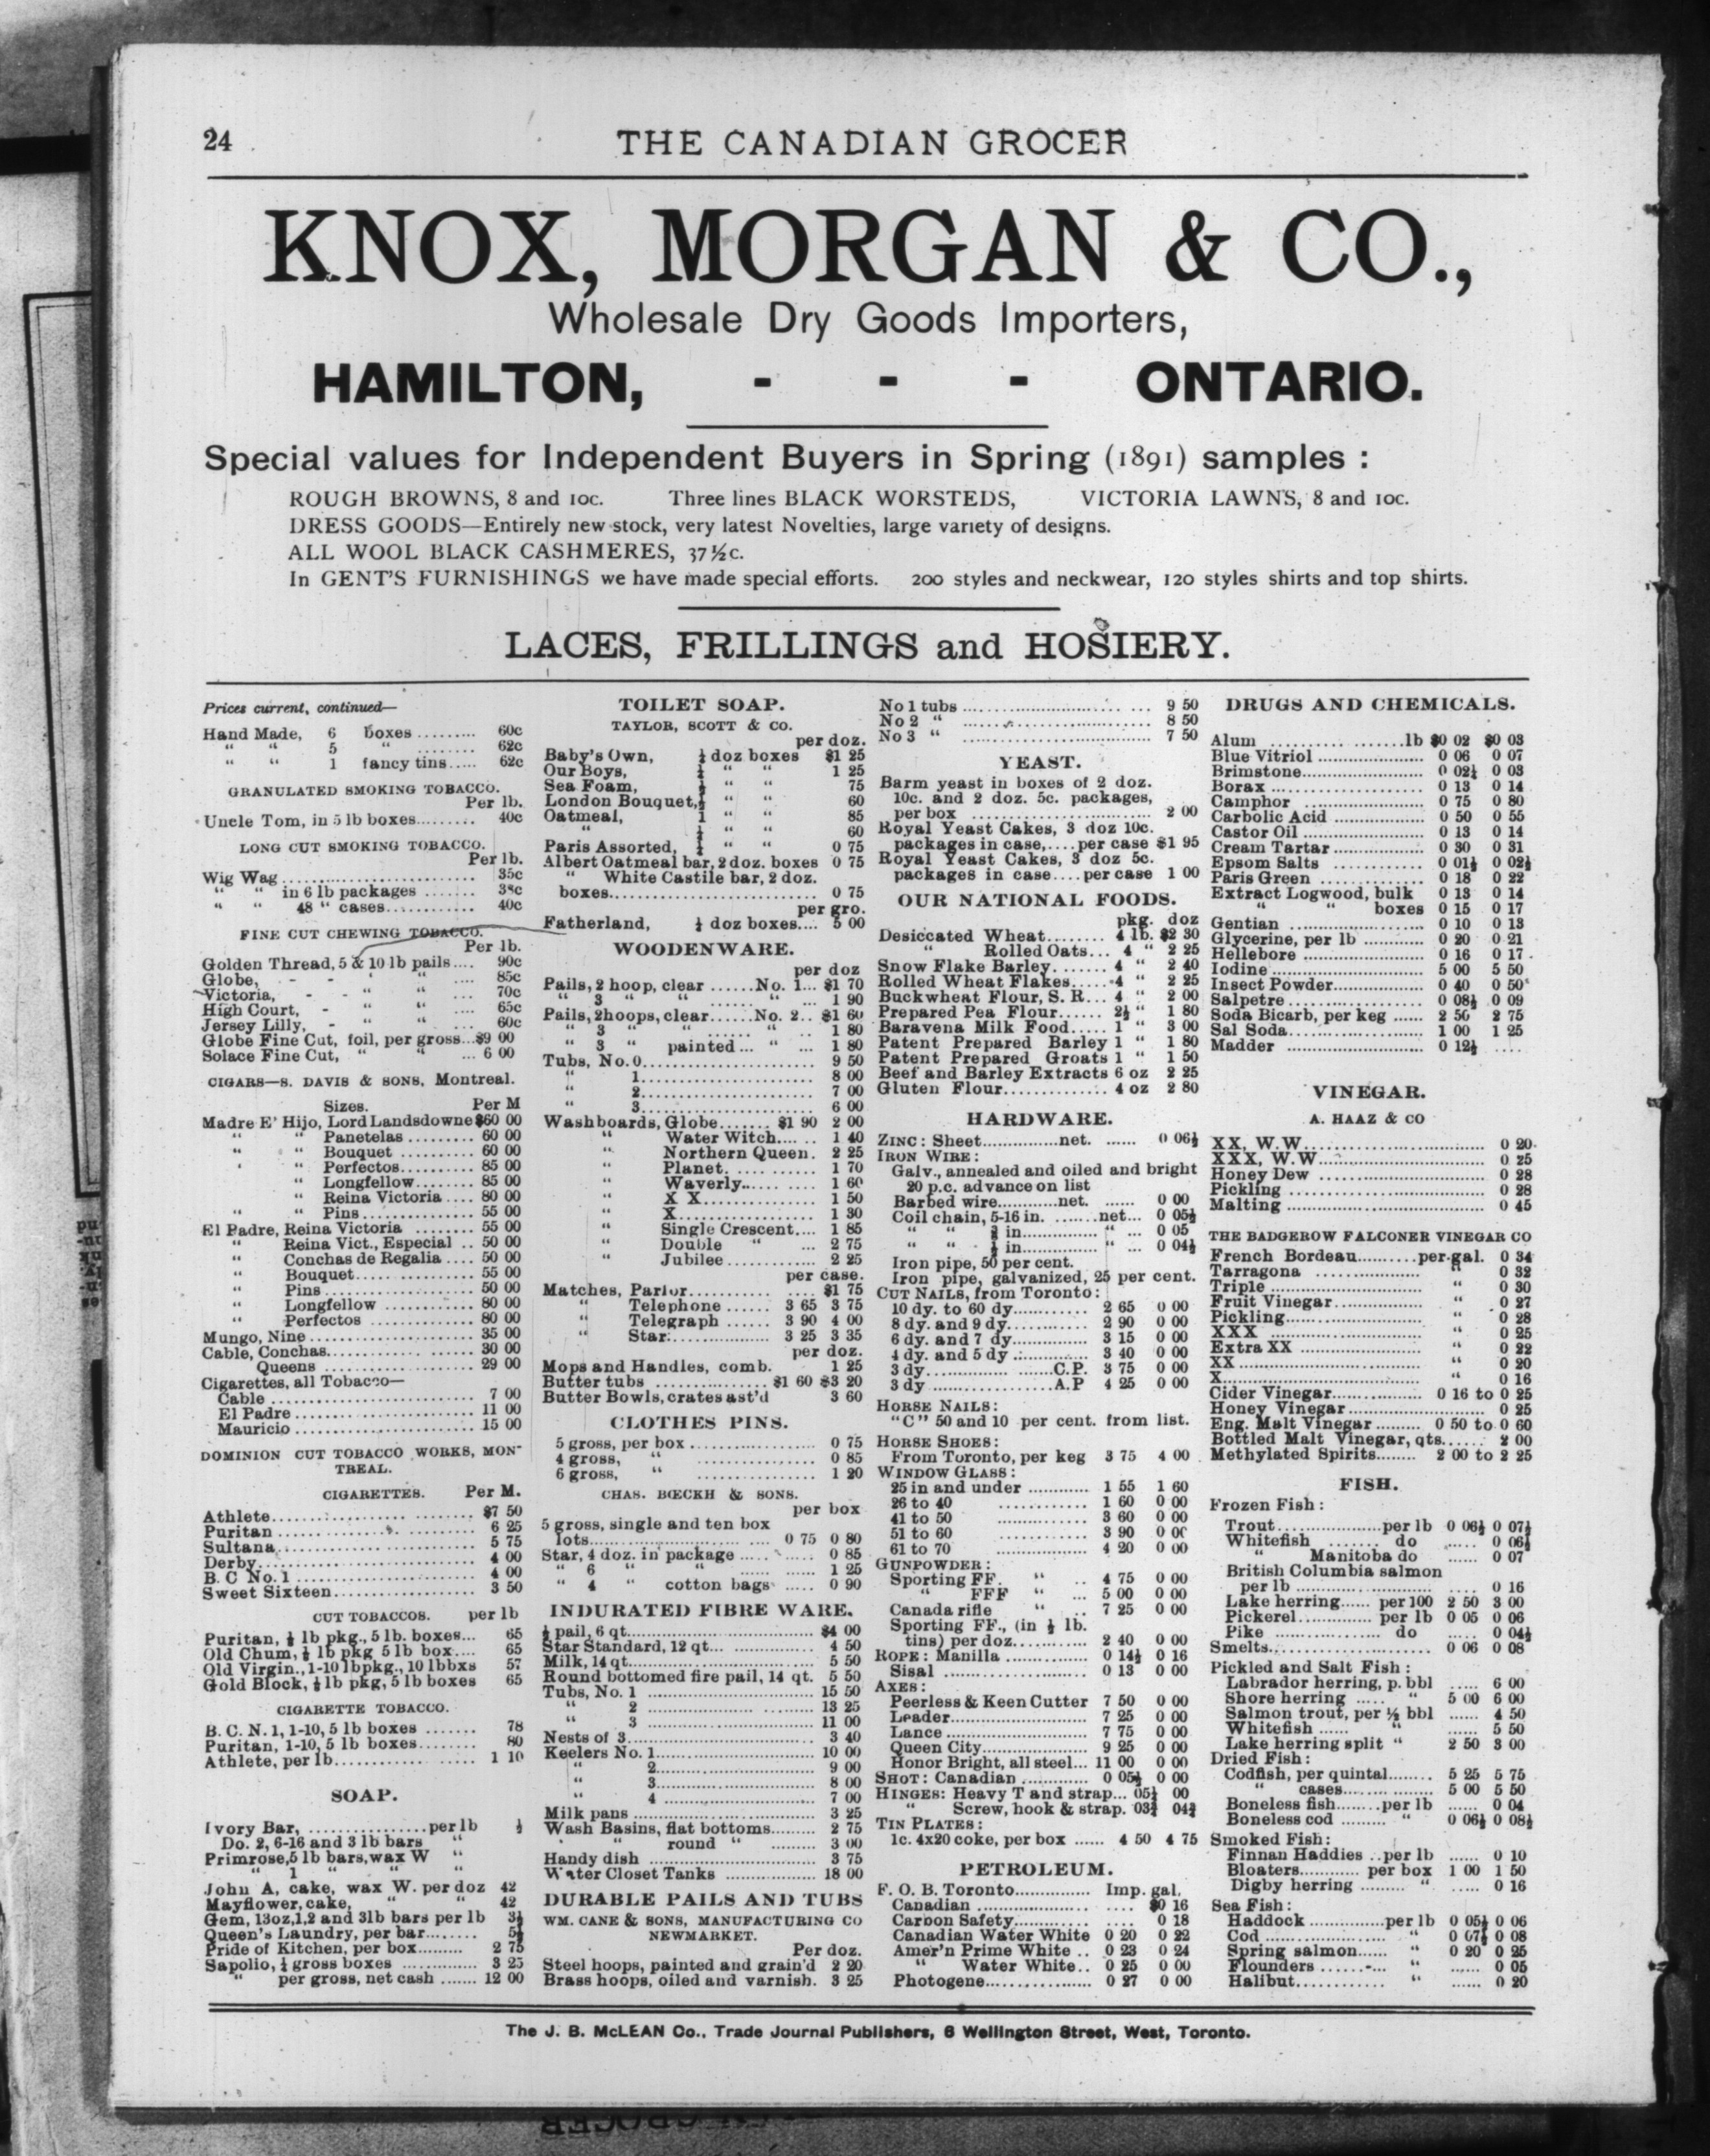 24
THE CANADIAN GROCER
KNOX, MORGAN & CO.,
Wholesale Dry Goods Importers,
HAMILTON, - - - ONTARIO.
Special values for Independent Buyers in Spring (1891) samples :
ROUGH BROWNS, 8 and 10c. Three lines BLACK WORSTEDS, VICTORIA LAWNS, 8 and 10c.
DRESS GOODS—Entirely new stock, very latest Novelties, large variety of designs.
ALL WOOL BLACK CASHMERES, 37½c.
In GENT'S FURNISHINGS we have made special efforts. 200 styles and neckwear, 120 styles shirts and top shirts.
LACES, FRILLINGS and HOSIERY.
Prices current, continued—
Hand Made, 6 boxes ......... 60c
" " 5 " ........ 62c
" " 1 fancy tins..... 62c
GRANULATED SMOKING TOBACCO.
Per lb.
Uncle Tom, in 5 lb boxes......... 40c
LONG CUT SMOKING TOBACCO.
Per lb.
Wig Wag ............................ 35c
" " in 6 lb packages ....... 38c
" " 48 " cases............ 40c
FINE CUT CHEWING TOBACCO.
Per lb.
Golden Thread, 5 & 10 lb pails.... 90c
Globe, - - " " .... 85c
Victoria, - - " " ... 70c
High Court, - " " .... 65c
Jersey Lilly, - " " ... 60c
Globe Fine Cut, foil, per gross...$9 00
Solace Fine Cut, " " ... 6 00
CIGARS—S. DAVIS & SONS, Montreal.
Sizes. Per M
Madre E' Hijo, Lord Landsdowne $60 00
" " Panetelas ......... 60 00
" " Bouquet .......... 60 00
" " Perfectos.......... 85 00
" Longfellow........ 85 00
" Reina Victoria .... 80 00
" " Pins ............... 55 00
El Padre, Reina Victoria ........ 55 00
" Reina Vict., Especial .. 50 00
" Conchas de Regalia .... 50 00
" Bouquet................ 55 00
" Pins.................... 50 00
" Longfellow ............ 80 00
" Perfectos .............. 80 00
Mungo, Nine ....................... 35 00
Cable, Conchas..................... 30 00
Queens ..................... 29 00
Cigarettes, all Tobacco—
Cable ............................ 7 00
El Padre ......................... 11 00
Mauricio ......................... 15 00
DOMINION CUT TOBACCO WORKS, MON-
TREAL.
CIGARETTES. Per M.
Athlete............................. $7 50
Puritan ............................ 6 25
Sultana............................. 5 75
Derby............................... 4 00
B. C No. 1 ......................... 4 00
Sweet Sixteen..................... 3 50
CUT TOBACCOS. per lb
Puritan, ½ lb pkg., 5 lb. boxes... 65
Old Chum, ½ lb pkg 5 lb box.... 65
Old Virgin., 1-10 lbpkg., 10 lbbxs 57
Gold Block, ½ lb pkg, 5 lb boxes 65
CIGARETTE TOBACCO.
B. C. N. 1, 1-10, 5 lb boxes ....... 78
Puritan, 1-10, 5 lb boxes........ 80
Athlete, per lb.................... 1 10
SOAP.
Ivory Bar, ................per lb
Do. 2, 6-16 and 3 lb bars "
Primrose, 5 lb bars, wax W "
" 1 " " "
John A, cake, wax W. per doz 42
Mayflower, cake, " " 42
Gem, 13oz,1,2 and 3lb bars per lb 3½
Queen's Laundry, per bar........ 5½
Pride of Kitchen, per box......... 2 75
Sapolio, ¼ gross boxes ............. 3 25
" per gross, net cash ....... 12 00
TOILET SOAP.
TAYLOR, SCOTT & CO.
per doz.
Baby's Own, ½ doz boxes $1 25
Our Boys, " " 1 25
Sea Foam, " " 75
London Bouquet, " " 60
Oatmeal, 1 " " 85
" " " 60
Paris Assorted, " " 0 75
Albert Oatmeal bar, 2 doz. boxes 0 75
" White Castile bar, 2 doz.
boxes............................ 0 75
per gro.
Fatherland, ½ doz boxes.... 5 00
WOODENWARE.
per doz
Pails, 2 hoop, clear ......No. 1... $1 70
" 3 " " ...... " ... 1 90
Pails, 2hoops, clear......No. 2.. $1 60
" 3 " " ...... " .. 1 80
" 3 " painted... " ... 1 80
Tubs, No. 0........................ 9 50
" 1........................ 8 00
" 2........................ 7 00
" 3........................ 6 00
Washboards, Globe....... $1 90 2 00
" Water Witch...... 1 40
" Northern Queen. 2 25
" Planet............ 1 70
" Waverly.......... 1 60
" X X............... 1 50
" X................... 1 30
" Single Crescent.... 1 85
" Double " ... 2 75
" Jubilee............ 2 25
per case.
Matches, Parlor.................. $1 75
" Telephone ...... 3 65 3 75
" Telegraph ...... 3 90 4 00
" Star.................. 3 25 3 35
per doz.
Mops and Handles, comb. 1 25
Butter tubs ................ $1 60 $3 20
Butter Bowls, crates ast'd 3 60
CLOTHES PINS.
5 gross, per box .................. 0 75
4 gross, " ................ 0 85
6 gross, " ................ 1 20
CHAS. BŒCKH & SONS.
per box
5 gross, single and ten box
lots........................ .... 0 75 0 80
Star, 4 doz. in package ..... ...... 0 85
" 6 " " ...... ...... 1 25
" 4 " cotton bags ..... 0 90
INDURATED FIBRE WARE.
½ pail, 6 qt.......................... $4 00
Star Standard, 12 qt... ............ 4 50
Milk, 14 qt.......................... 5 50
Round bottomed fire pail, 14 qt. 5 50
Tubs, No. 1 ........................ 15 50
" 2 ........................ 13 25
" 3 ........................ 11 00
Nests of 3........................... 3 40
Keelers No. 1....................... 10 00
" 2....................... 9 00
" 3....................... 8 00
" 4 ...................... 7 00
Milk pans .......................... 3 25
Wash Basins, flat bottoms......... 2 75
" round " ......... 3 00
Handy dish ........................ 3 75
Water Closet Tanks ............. 18 00
DURABLE PAILS AND TUBS
WM. CANE & SONS, MANUFACTURING CO
NEWMARKET.
Per doz.
Steel hoops, painted and grain'd 2 20
Brass hoops, oiled and varnish. 3 25
No 1 tubs ............................ 9 50
No 2 " ............................ 8 50
No 3 " ............................ 7 50
YEAST.
Barm yeast in boxes of 2 doz.
10c. and 2 doz. 5c. packages,
per box .......................... 2 00
Royal Yeast Cakes, 3 doz 10c.
packages in case,....per case $1 95
Royal Yeast Cakes, 3 doz 5c.
packages in case....per case 1 00
OUR NATIONAL FOODS.
pkg. doz
Desiccated Wheat........ 4 lb. $2 30
" Rolled Oats... 4 " 2 25
Snow Flake Barley....... 4 " 2 40
Rolled Wheat Flakes..... 4 " 2 25
Buckwheat Flour, S. R... 4 " 2 00
Prepared Pea Flour...... 2½ " 1 80
Baravena Milk Food..... 1 " 3 00
Patent Prepared Barley 1 " 1 80
Patent Prepared Groats 1 " 1 50
Beef and Barley Extracts 6 oz 2 25
Gluten Flour.............. 4 oz 2 80
HARDWARE.
ZINC: Sheet..............net. ...... 0 06½
IRON WIRE:
Galv., annealed and oiled and bright
20 p.c. advance on list
Barbed wire...........net. ...... 0 00
Coil chain, 5-16 in. .......net... 0 05½
" " in.............. " ... 0 05
" " ½ in.............. " ... 0 04½
Iron pipe, 50 per cent.
Iron pipe, galvanized, 25 per cent.
CUT NAILS, from Toronto:
10 dy. to 60 dy............ 2 65 0 00
8 dy. and 9 dy............. 2 90 0 00
6 dy. and 7 dy............. 3 15 0 00
4 dy. and 5 dy ............ 3 40 0 00
3 dy...............C.P. 3 75 0 00
3 dy ................A.P 4 25 0 00
HORSE NAILS:
"C" 50 and 10 per cent. from list.
HORSE SHOES:
From Toronto, per keg 3 75 4 00
WINDOW GLASS:
25 in and under ............ 1 55 1 60
26 to 40 ............ 1 60 0 00
41 to 50 ............ 3 60 0 00
51 to 60 ............ 3 90 0 00
61 to 70 ............ 4 20 0 00
GUNPOWDER:
Sporting FF. " .. 4 75 0 00
" FFF " .. 5 00 0 00
Canada rifle " .. 7 25 0 00
Sporting FF., (in ½ lb.
tins) per doz............ 2 40 0 00
ROPE: Manilla .............. 0 14½ 0 16
Sisal ..................... 0 13 0 00
AXES:
Peerless & Keen Cutter 7 50 0 00
Leader................... 7 25 0 00
Lance .................... 7 75 0 00
Queen City............... 9 25 0 00
Honor Bright, all steel... 11 00 0 00
SHOT: Canadian ............ 0 05½ 0 00
HINGES: Heavy T and strap... 05½ 00
" Screw, hook & strap. 03¾ 04¾
TIN PLATES:
1c. 4x20 coke, per box ...... 4 50 4 75
PETROLEUM.
F. O. B. Toronto............... Imp. gal.
Canadian ..................... .... $0 16
Carbon Safety.............. .... 0 18
Canadian Water White 0 20 0 22
Amer'n Prime White .. 0 23 0 24
" Water White.. 0 25 0 00
Photogene.................. 0 27 0 00
DRUGS AND CHEMICALS.
Alum ....................lb $0 02 $0 03
Blue Vitriol ..................... 0 06 0 07
Brimstone........................ 0 02½ 0 03
Borax ............................. 0 13 0 14
Camphor ........................ 0 75 0 80
Carbolic Acid .................. 0 50 0 55
Castor Oil ....................... 0 13 0 14
Cream Tartar .................. 0 30 0 31
Epsom Salts ................... 0 01½ 0 02½
Paris Green ..................... 0 18 0 22
Extract Logwood, bulk 0 13 0 14
" " boxes 0 15 0 17
Gentian .......................... 0 10 0 13
Glycerine, per lb ............ 0 20 0 21
Hellebore ....................... 0 16 0 17
Iodine ............................. 5 00 5 50
Insect Powder.................. 0 40 0 50
Salpetre .......................... 0 08½ 0 09
Soda Bicarb, per keg ...... 2 50 2 75
Sal Soda.......................... 1 00 1 25
Madder .......................... 0 12½ ....
VINEGAR.
A. HAAZ & CO
XX, W.W.................................... 0 20
XXX, W.W................................ 0 25
Honey Dew ............................... 0 28
Pickling .................................... 0 28
Malting ..................................... 0 45
THE BADGEROW FALCONER VINEGAR CO
French Bordeau.........per gal. 0 34
Tarragona .................. " 0 32
Triple .......................... " 0 30
Fruit Vinegar................. " 0 27
Pickling........................ " 0 28
XXX ............................ " 0 25
Extra XX ..................... " 0 22
XX................................ " 0 20
X.................................. " 0 16
Cider Vinegar................. 0 16 to 0 25
Honey Vinegar........................ 0 25
Eng. Malt Vinegar ......... 0 50 to 0 60
Bottled Malt Vinegar, qts....... 2 00
Methylated Spirits........ 2 00 to 2 25
FISH.
Frozen Fish:
Trout....................per lb 0 06½ 0 07½
Whitefish ........ do ..... 0 06½
" Manitoba do ...... 0 07
British Columbia salmon
per lb ..................... .... 0 16
Lake herring...... per 100 2 50 3 00
Pickerel............. per lb 0 05 0 06
Pike ................... do .... 0 04½
Smelts............................. 0 06 0 08
Pickled and Salt Fish:
Labrador herring, p. bbl ..... 6 00
Shore herring ..... " 5 00 6 00
Salmon trout, per ½ bbl ...... 4 50
Whitefish ...... " ...... 5 50
Lake herring split " 2 50 3 00
Dried Fish:
Codfish, per quintal........ 5 25 5 75
" cases............... 5 00 5 50
Boneless fish........per lb ...... 0 04
Boneless cod ......... " 0 06½ 0 08½
Smoked Fish:
Finnan Haddies ..per lb ...... 0 10
Bloaters............ per box 1 00 1 50
Digby herring ......... " ..... 0 16
Sea Fish:
Haddock ..............per lb 0 05½ 0 06
Cod ........................ " 0 07½ 0 08
Spring salmon...... " 0 20 0 25
Flounders ............ " ...... 0 05
Halibut................ " ...... 0 20
The J. B. McLEAN Co., Trade Journal Publishers, 6 Wellington Street, West, Toronto.